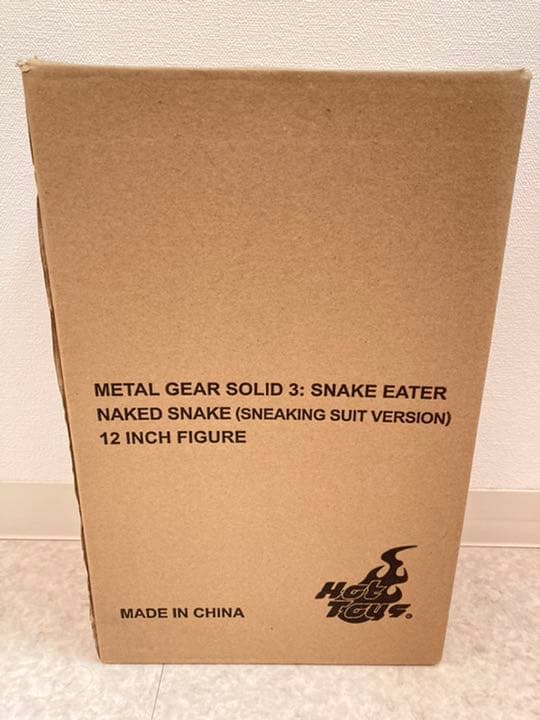 METAL GEAR SOLID 3: SNAKE EATER
NAKED SNAKE (SNEAKING SUIT VERSION)
12 INCH FIGURE
MADE IN CHINA
Hot
Toys.